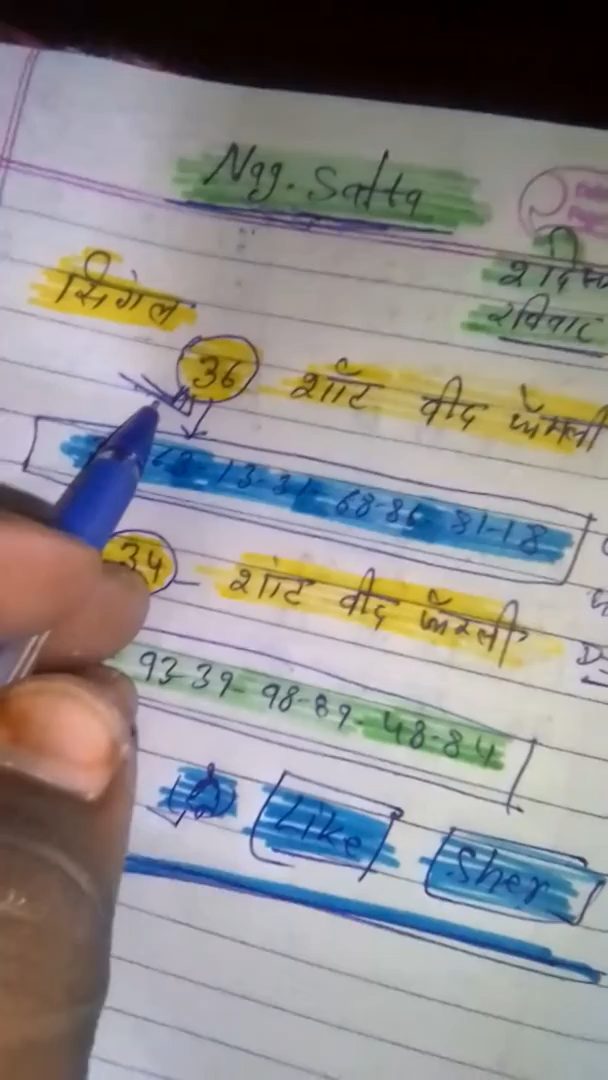 Nag. Satta
रविवार
सिगंल
36 शॉट वीद फॅमली
13-31 68-86 81-18
34 शांट वीद फॅमली
93-39-98-89-48-84
Like Sher